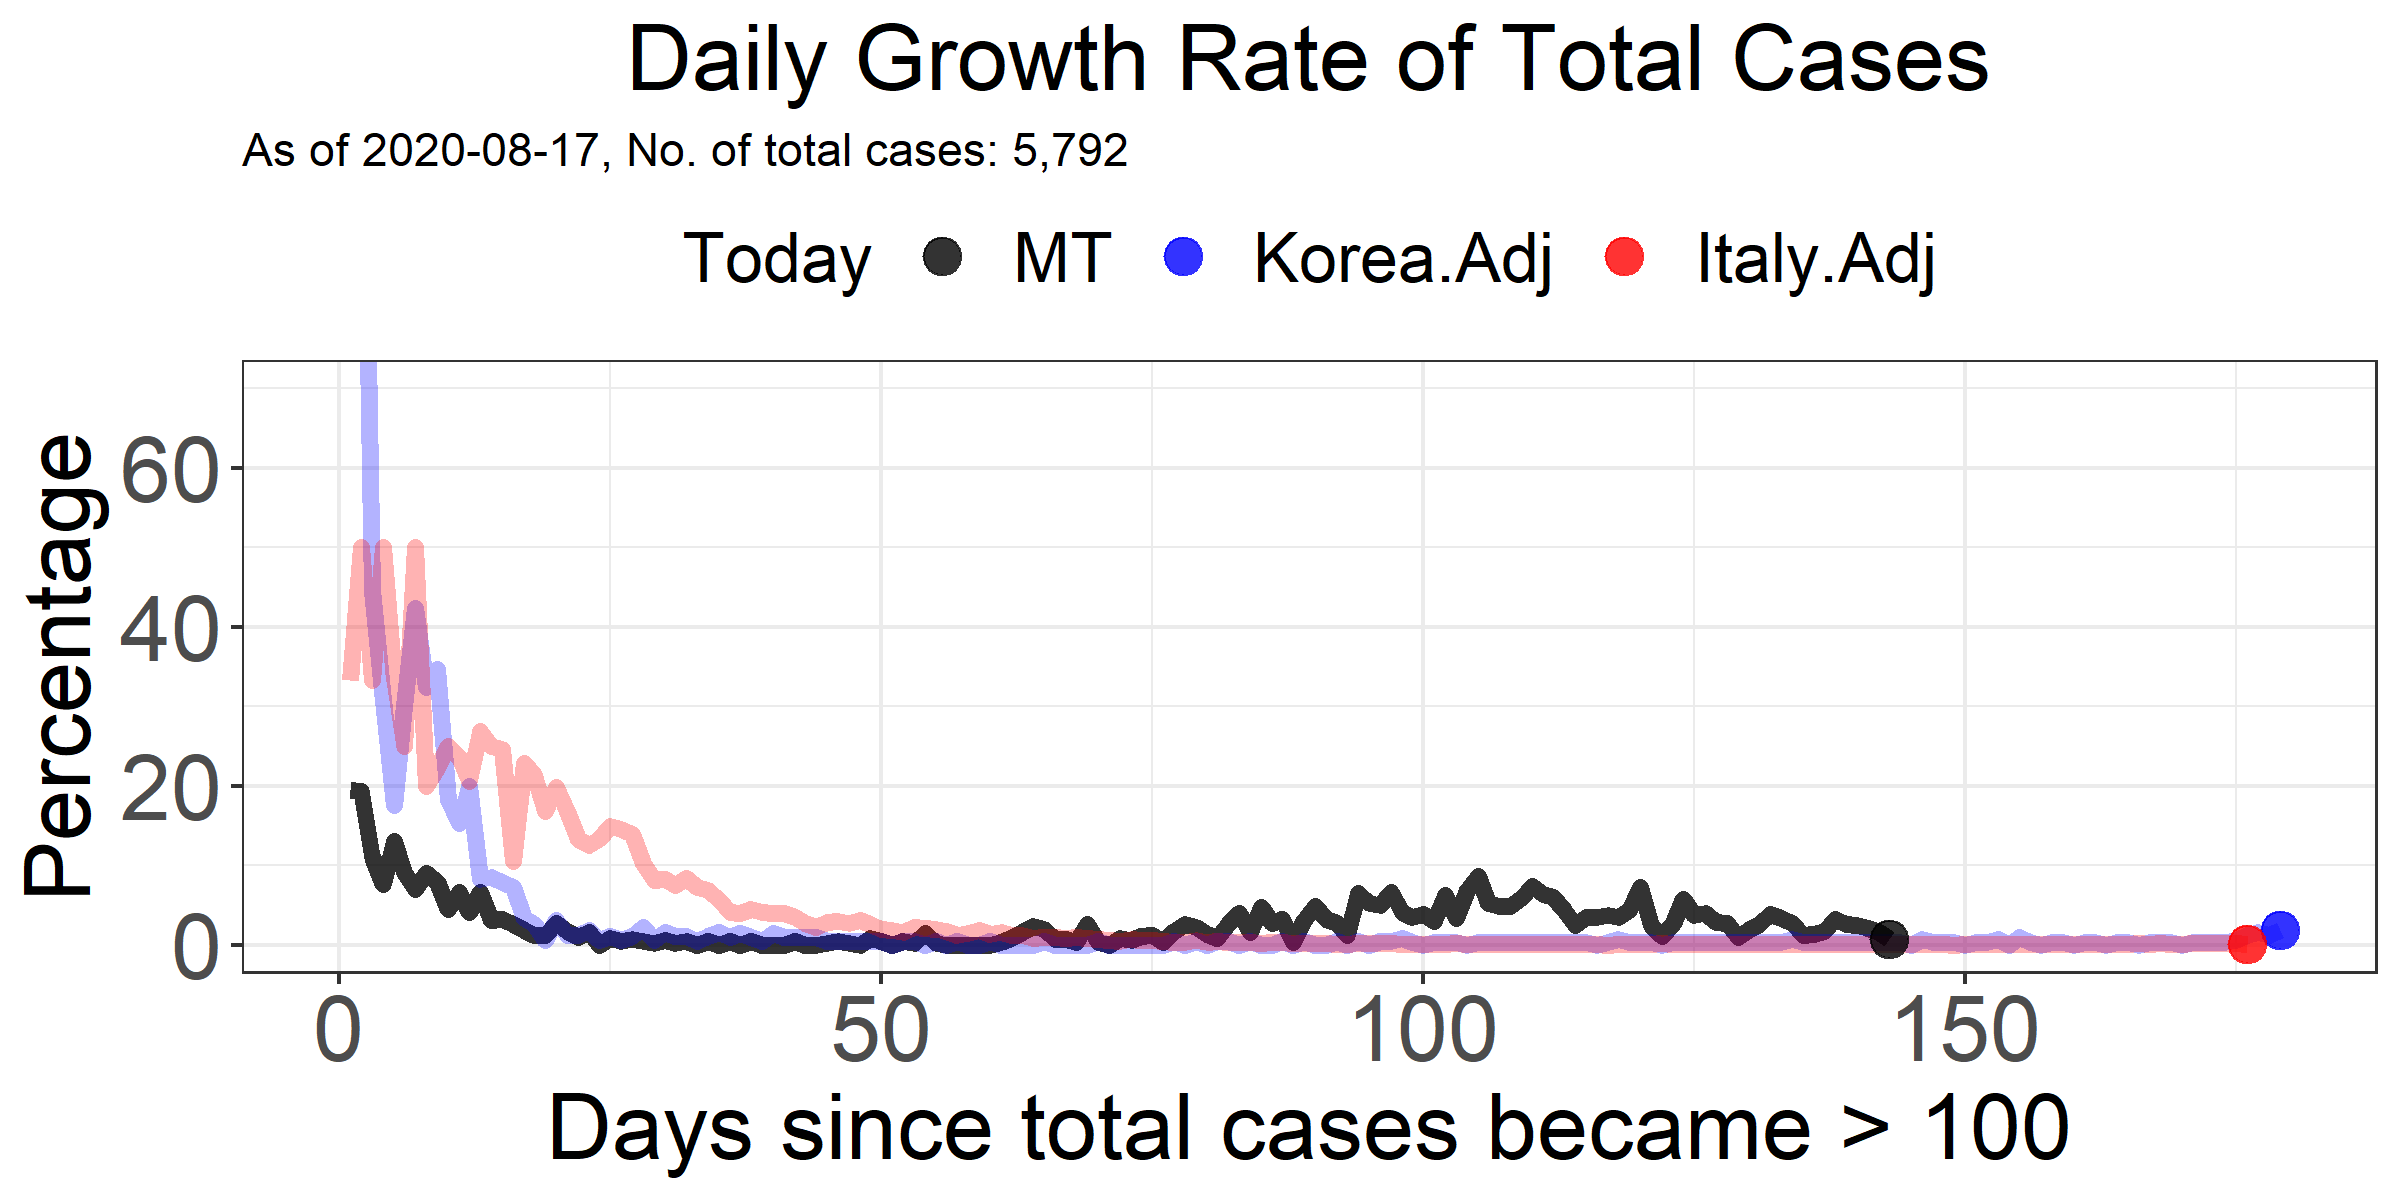 Daily Growth Rate of Total Cases
As of 2020-08-17, No. of total cases: 5,792
Today MT Korea.Adj Italy.Adj
Percentage
60
40
20
0
0 50 100 150
Days since total cases became > 100